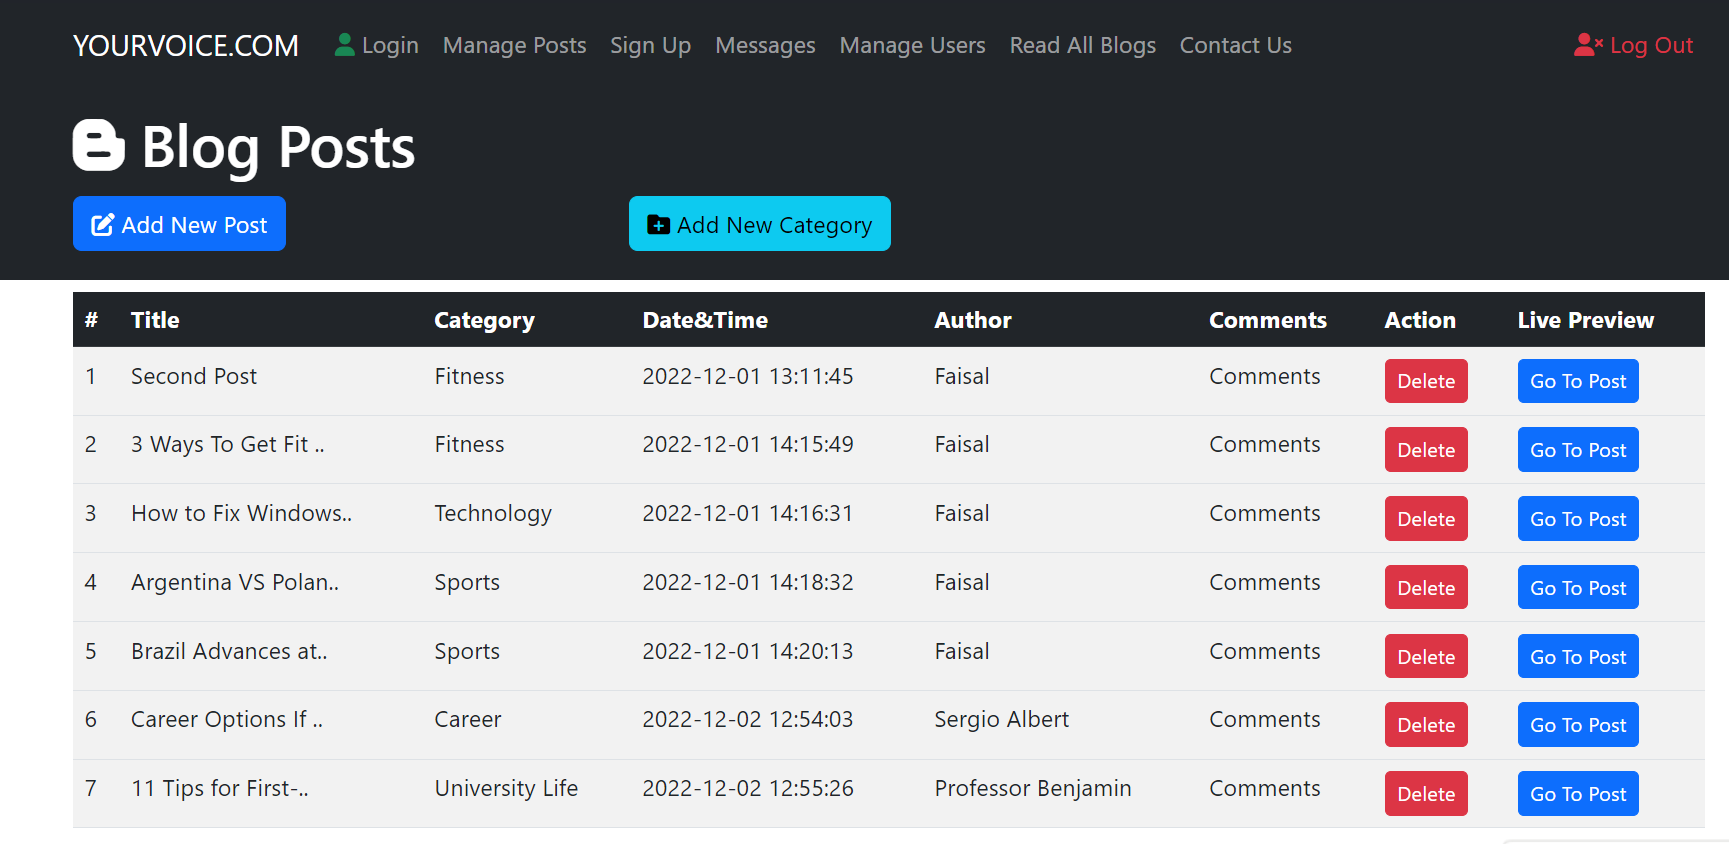 YOURVOICE.COM Login Manage Posts Sign Up Messages Manage Users Read All Blogs Contact Us Log Out
Blog Posts
Add New Post Add New Category
# Title Category Date&Time Author Comments Action Live Preview
1 Second Post Fitness 2022-12-01 13:11:45 Faisal Comments Delete Go To Post
2 3 Ways To Get Fit .. Fitness 2022-12-01 14:15:49 Faisal Comments Delete Go To Post
3 How to Fix Windows.. Technology 2022-12-01 14:16:31 Faisal Comments Delete Go To Post
4 Argentina VS Polan.. Sports 2022-12-01 14:18:32 Faisal Comments Delete Go To Post
5 Brazil Advances at.. Sports 2022-12-01 14:20:13 Faisal Comments Delete Go To Post
6 Career Options If .. Career 2022-12-02 12:54:03 Sergio Albert Comments Delete Go To Post
7 11 Tips for First-.. University Life 2022-12-02 12:55:26 Professor Benjamin Comments Delete Go To Post